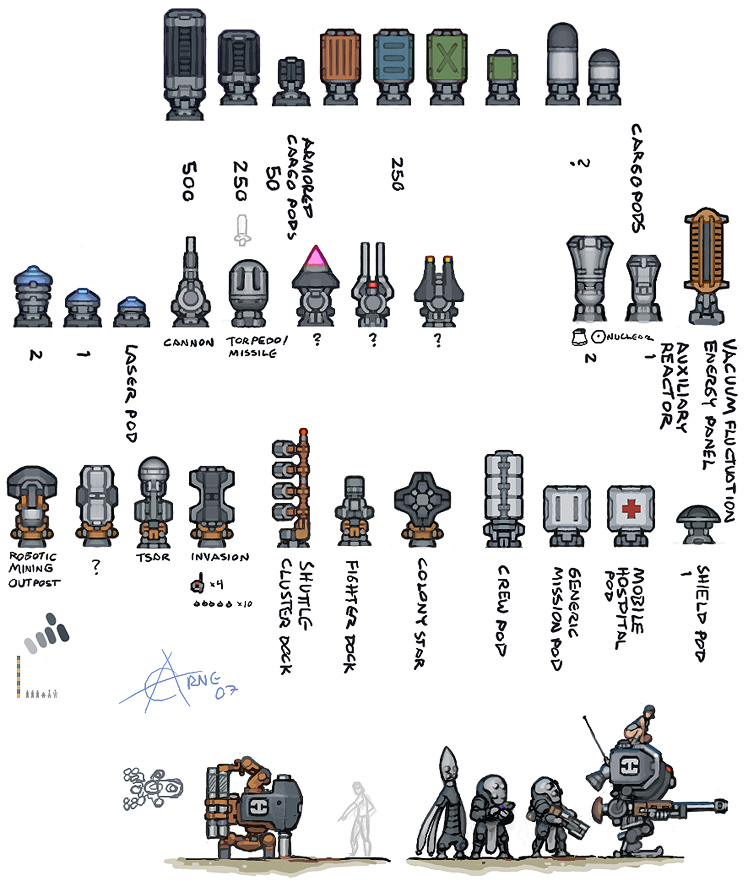 500
250
50
ARMORED
CARGO PODS
250
?
CARGO PODS
2
1
LASER POD
CANNON
TORPEDO/
MISSILE
?
?
?
NUCLEAR
2
1
AUXILIARY
REACTOR
VACUUM FLUCTUATION
ENERGY PANEL
ROBOTIC
MINING
OUTPOST
?
TSAR
INVASION
x4
x10
SHUTTLE
CLUSTER DOCK
FIGHTER DOCK
COLONY STAR
CREW POD
GENERIC
MISSION POD
MOBILE
HOSPITAL
POD
SHIELD POD
1
ARNE
07